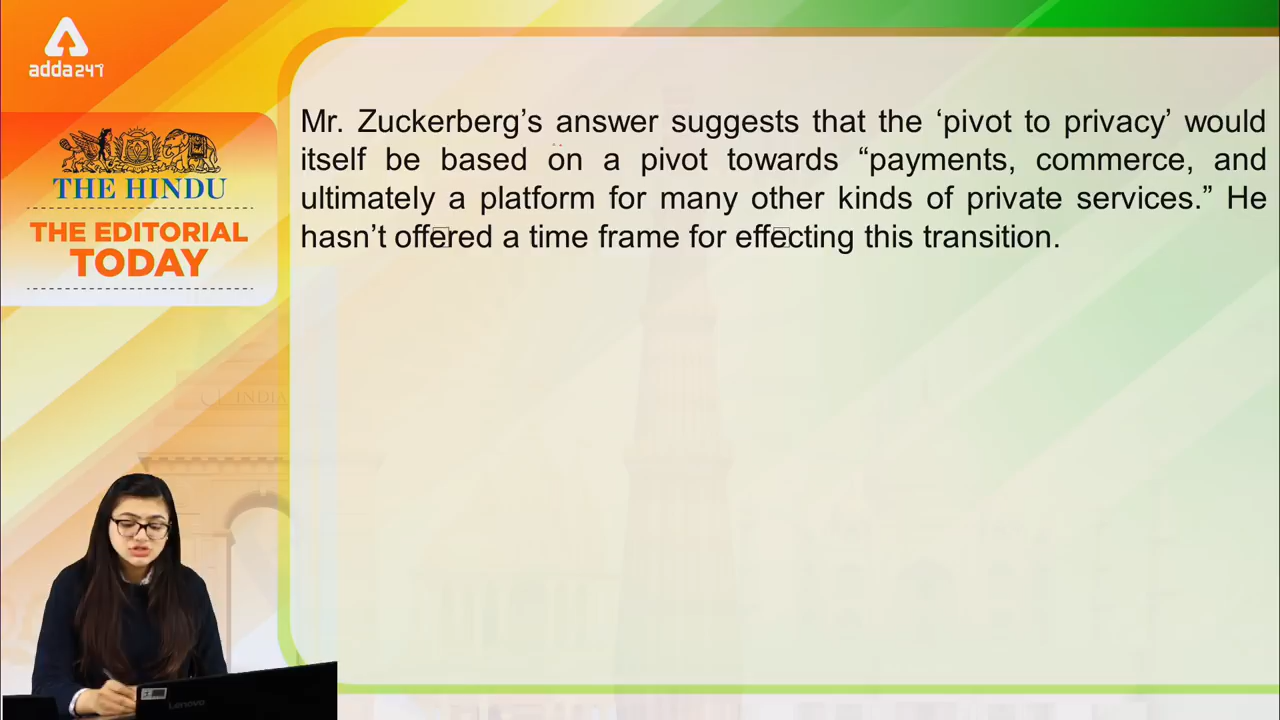 adda247
THE HINDU
THE EDITORIAL
TODAY
Mr. Zuckerberg’s answer suggests that the ‘pivot to privacy’ would
itself be based on a pivot towards “payments, commerce, and
ultimately a platform for many other kinds of private services.” He
hasn’t offered a time frame for effecting this transition.
INDIA
Lenovo